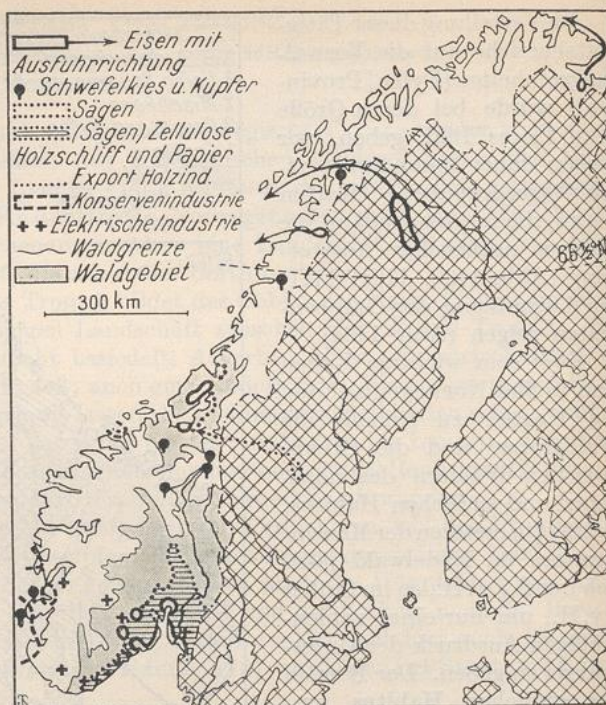 Eisen mit
Ausfuhrrichtung
Schwefelkies u. Kupfer
Sägen
(Sägen) Zellulose
Holzschliff und Papier
Export Holzind.
Konservenindustrie
Elektrische Industrie
Waldgrenze
Waldgebiet
300 km
66½°N